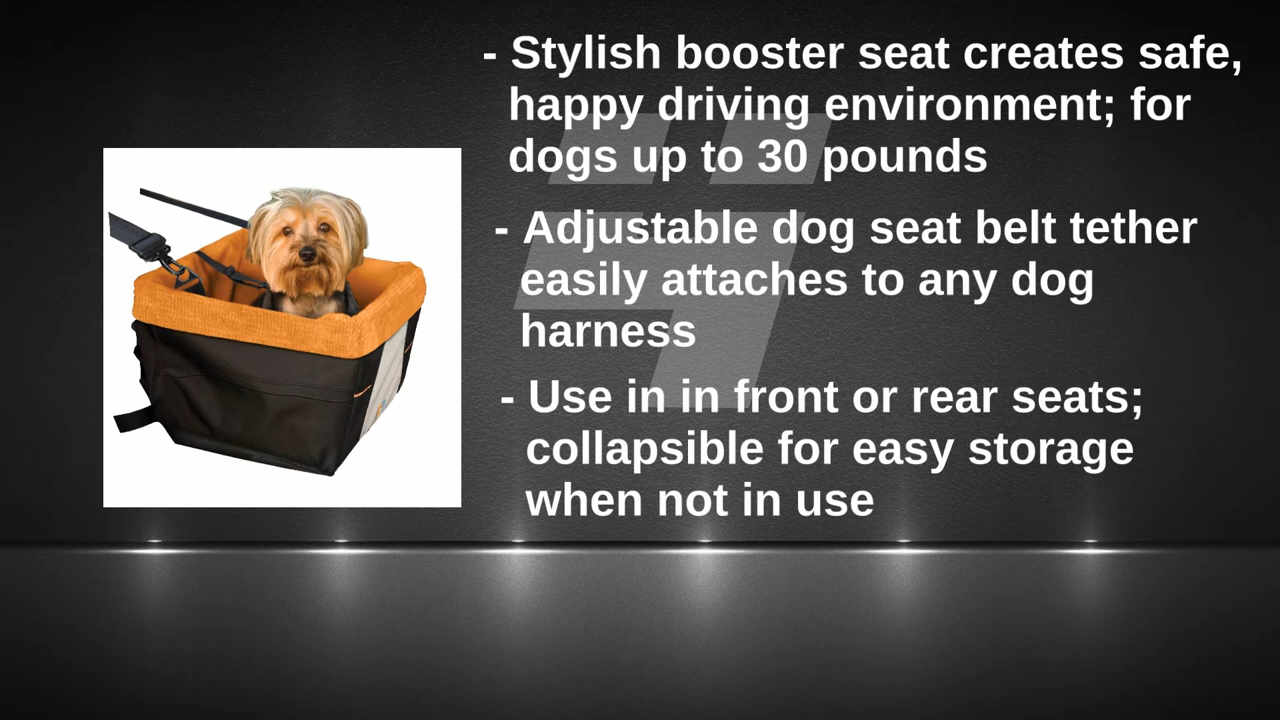 - Stylish booster seat creates safe,
happy driving environment; for
dogs up to 30 pounds
- Adjustable dog seat belt tether
easily attaches to any dog
harness
- Use in in front or rear seats;
collapsible for easy storage
when not in use